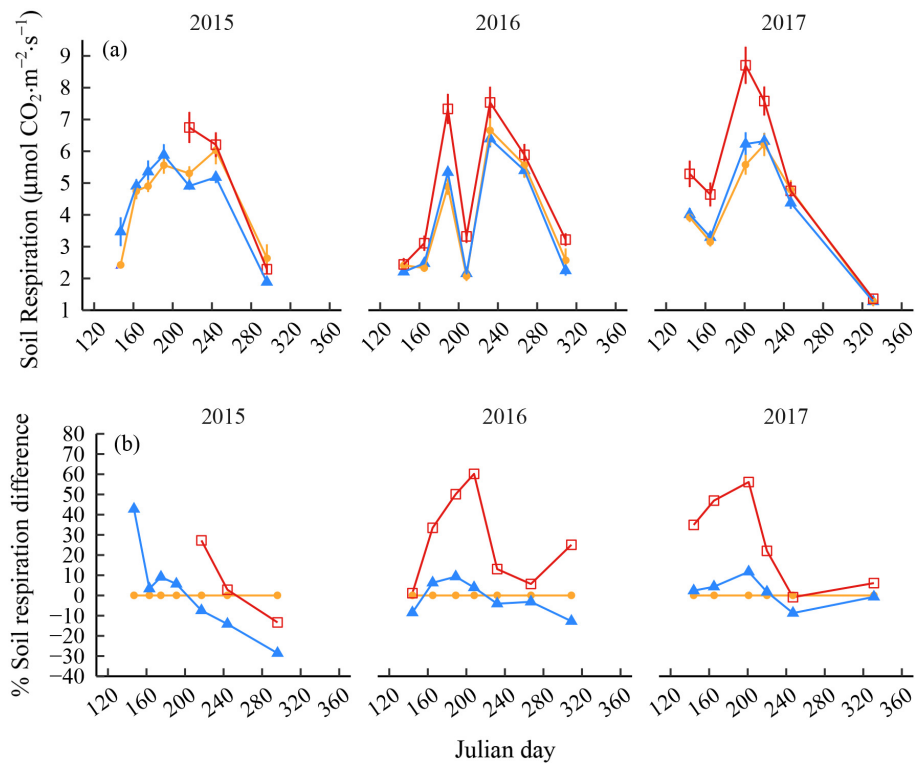 2015 2016 2017
(a)
Soil Respiration (μmol CO₂·m⁻²·s⁻¹)
9
8
7
6
5
4
3
2
1
120 160 200 240 280 320 360 120 160 200 240 280 320 360 120 160 200 240 280 320 360
2015 2016 2017
(b)
% Soil respiration difference
80
70
60
50
40
30
20
10
0
−10
−20
−30
−40
120 160 200 240 280 320 360 120 160 200 240 280 320 360 120 160 200 240 280 320 360
Julian day